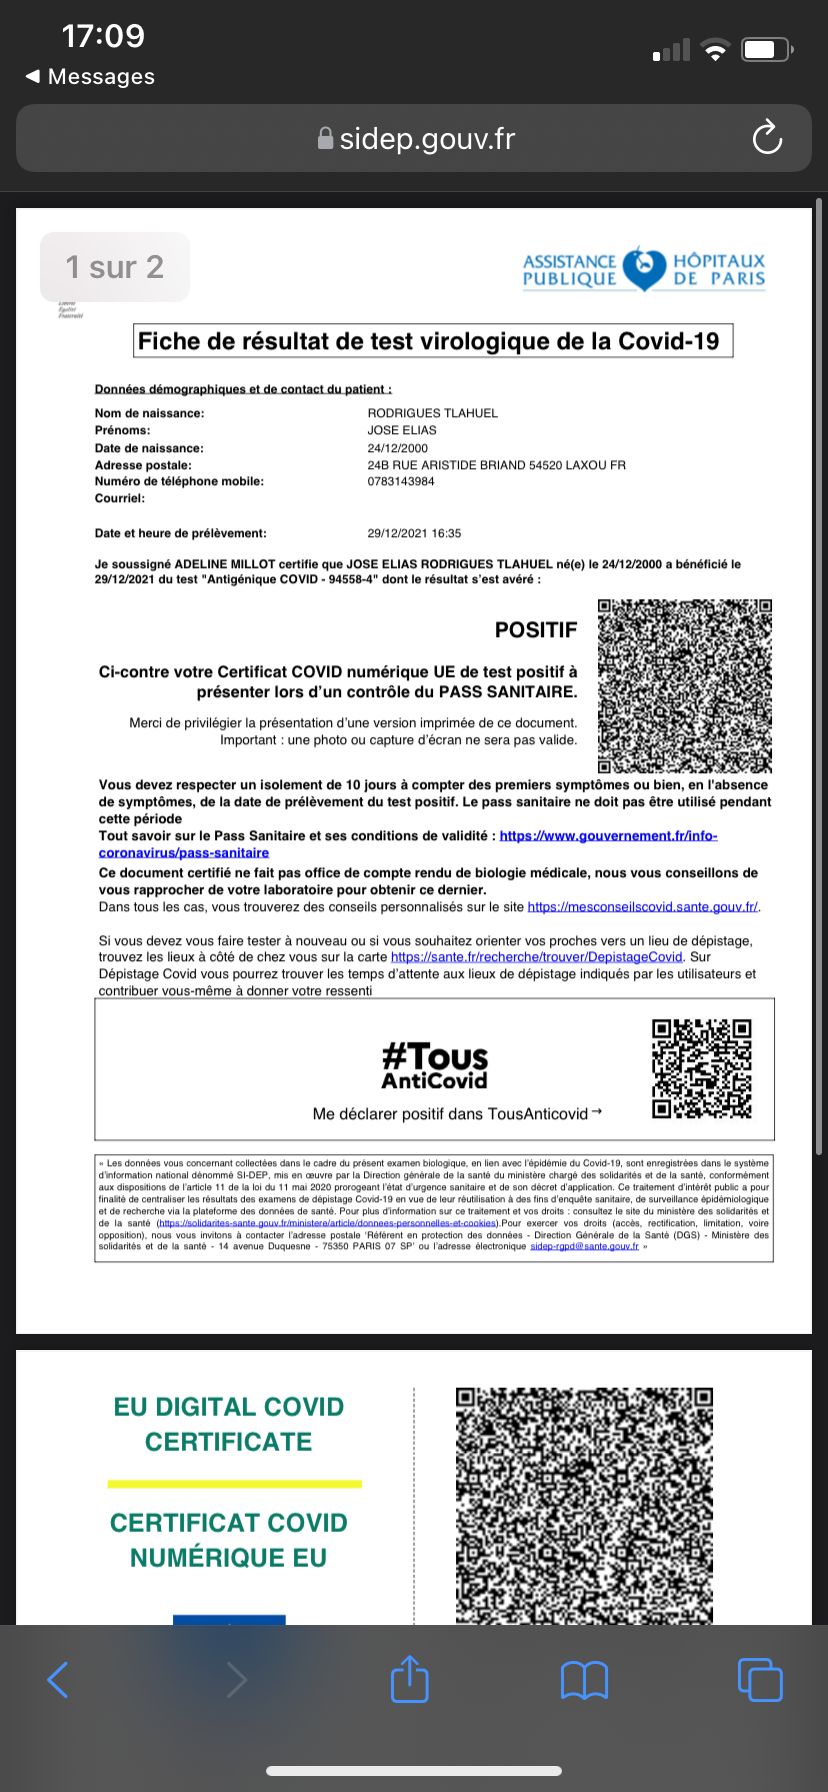 17:09
◀ Messages
sidep.gouv.fr
1 sur 2
Liberté
Égalité
Fraternité
ASSISTANCE HÔPITAUX
PUBLIQUE DE PARIS
Fiche de résultat de test virologique de la Covid-19
Données démographiques et de contact du patient :
Nom de naissance: RODRIGUES TLAHUEL
Prénoms: JOSE ELIAS
Date de naissance: 24/12/2000
Adresse postale: 24B RUE ARISTIDE BRIAND 54520 LAXOU FR
Numéro de téléphone mobile: 0783143984
Courriel:
Date et heure de prélèvement: 29/12/2021 16:35
Je soussigné ADELINE MILLOT certifie que JOSE ELIAS RODRIGUES TLAHUEL né(e) le 24/12/2000 a bénéficié le
29/12/2021 du test "Antigénique COVID - 94558-4" dont le résultat s'est avéré :
POSITIF
Ci-contre votre Certificat COVID numérique UE de test positif à
présenter lors d'un contrôle du PASS SANITAIRE.
Merci de privilégier la présentation d'une version imprimée de ce document.
Important : une photo ou capture d'écran ne sera pas valide.
Vous devez respecter un isolement de 10 jours à compter des premiers symptômes ou bien, en l'absence
de symptômes, de la date de prélèvement du test positif. Le pass sanitaire ne doit pas être utilisé pendant
cette période
Tout savoir sur le Pass Sanitaire et ses conditions de validité : https://www.gouvernement.fr/info-
coronavirus/pass-sanitaire
Ce document certifié ne fait pas office de compte rendu de biologie médicale, nous vous conseillons de
vous rapprocher de votre laboratoire pour obtenir ce dernier.
Dans tous les cas, vous trouverez des conseils personnalisés sur le site https://mesconseilscovid.sante.gouv.fr/.
Si vous devez vous faire tester à nouveau ou si vous souhaitez orienter vos proches vers un lieu de dépistage,
trouvez les lieux à côté de chez vous sur la carte https://sante.fr/recherche/trouver/DepistageCovid. Sur
Dépistage Covid vous pourrez trouver les temps d'attente aux lieux de dépistage indiqués par les utilisateurs et
contribuer vous-même à donner votre ressenti
#Tous
AntiCovid
Me déclarer positif dans TousAnticovid →
« Les données vous concernant collectées dans le cadre du présent examen biologique, en lien avec l'épidémie du Covid-19, sont enregistrées dans le système
d'information national dénommé SI-DEP, mis en œuvre par la Direction générale de la santé du ministère chargé des solidarités et de la santé, conformément
aux dispositions de l'article 11 de la loi du 11 mai 2020 prorogeant l'état d'urgence sanitaire et de son décret d'application. Ce traitement d'intérêt public a pour
finalité de centraliser les résultats des examens de dépistage Covid-19 en vue de leur réutilisation à des fins d'enquête sanitaire, de surveillance épidémiologique
et de recherche via la plateforme des données de santé. Pour plus d'information sur ce traitement et vos droits : consultez le site du ministère des solidarités et
de la santé (https://solidarites-sante.gouv.fr/ministere/article/donnees-personnelles-et-cookies).Pour exercer vos droits (accès, rectification, limitation, voire
opposition), nous vous invitons à contacter l'adresse postale 'Référent en protection des données - Direction Générale de la Santé (DGS) - Ministère des
solidarités et de la santé - 14 avenue Duquesne - 75350 PARIS 07 SP' ou l'adresse électronique sidep-rgpd@sante.gouv.fr »
EU DIGITAL COVID
CERTIFICATE
CERTIFICAT COVID
NUMÉRIQUE EU